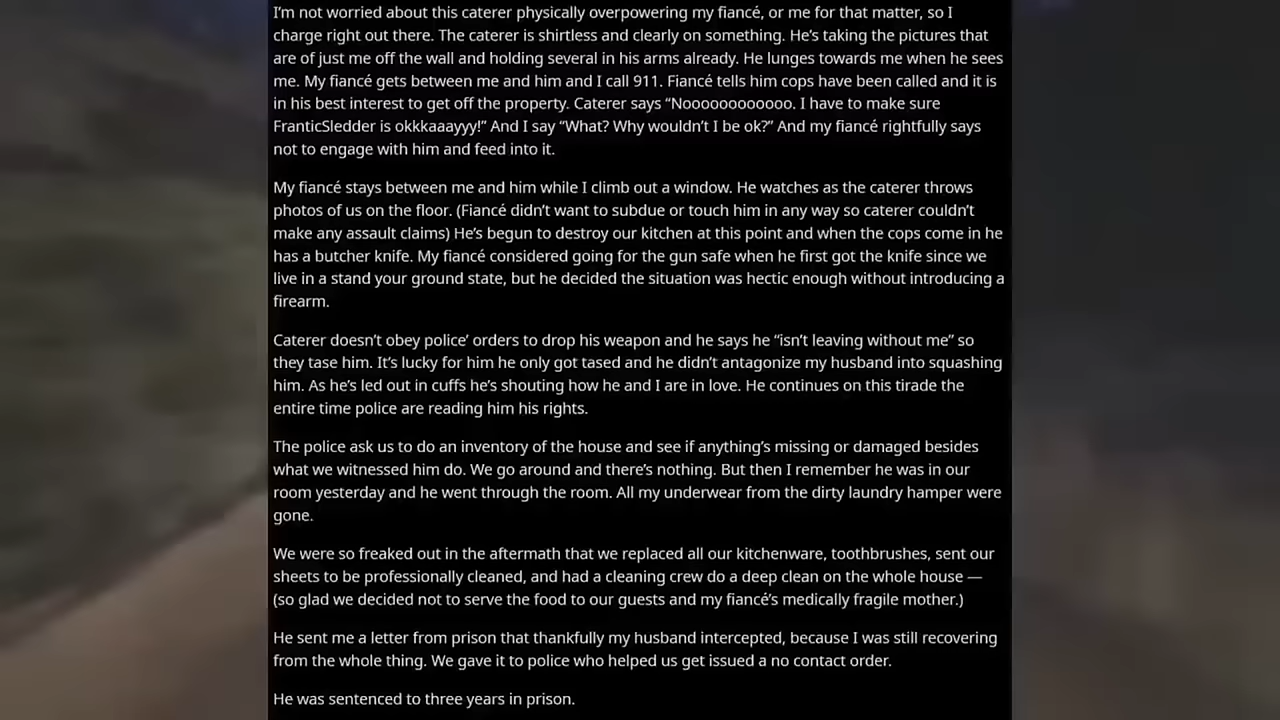 I’m not worried about this caterer physically overpowering my fiancé, or me for that matter, so I
charge right out there. The caterer is shirtless and clearly on something. He’s taking the pictures that
are of just me off the wall and holding several in his arms already. He lunges towards me when he sees
me. My fiancé gets between me and him and I call 911. Fiancé tells him cops have been called and it is
in his best interest to get off the property. Caterer says “Noooooooooooo. I have to make sure
FranticSledder is okkkaaayyy!” And I say “What? Why wouldn’t I be ok?” And my fiancé rightfully says
not to engage with him and feed into it.
My fiancé stays between me and him while I climb out a window. He watches as the caterer throws
photos of us on the floor. (Fiancé didn’t want to subdue or touch him in any way so caterer couldn’t
make any assault claims) He’s begun to destroy our kitchen at this point and when the cops come in he
has a butcher knife. My fiancé considered going for the gun safe when he first got the knife since we
live in a stand your ground state, but he decided the situation was hectic enough without introducing a
firearm.
Caterer doesn’t obey police’ orders to drop his weapon and he says he “isn’t leaving without me” so
they tase him. It’s lucky for him he only got tased and he didn’t antagonize my husband into squashing
him. As he’s led out in cuffs he’s shouting how he and I are in love. He continues on this tirade the
entire time police are reading him his rights.
The police ask us to do an inventory of the house and see if anything’s missing or damaged besides
what we witnessed him do. We go around and there’s nothing. But then I remember he was in our
room yesterday and he went through the room. All my underwear from the dirty laundry hamper were
gone.
We were so freaked out in the aftermath that we replaced all our kitchenware, toothbrushes, sent our
sheets to be professionally cleaned, and had a cleaning crew do a deep clean on the whole house —
(so glad we decided not to serve the food to our guests and my fiancé’s medically fragile mother.)
He sent me a letter from prison that thankfully my husband intercepted, because I was still recovering
from the whole thing. We gave it to police who helped us get issued a no contact order.
He was sentenced to three years in prison.